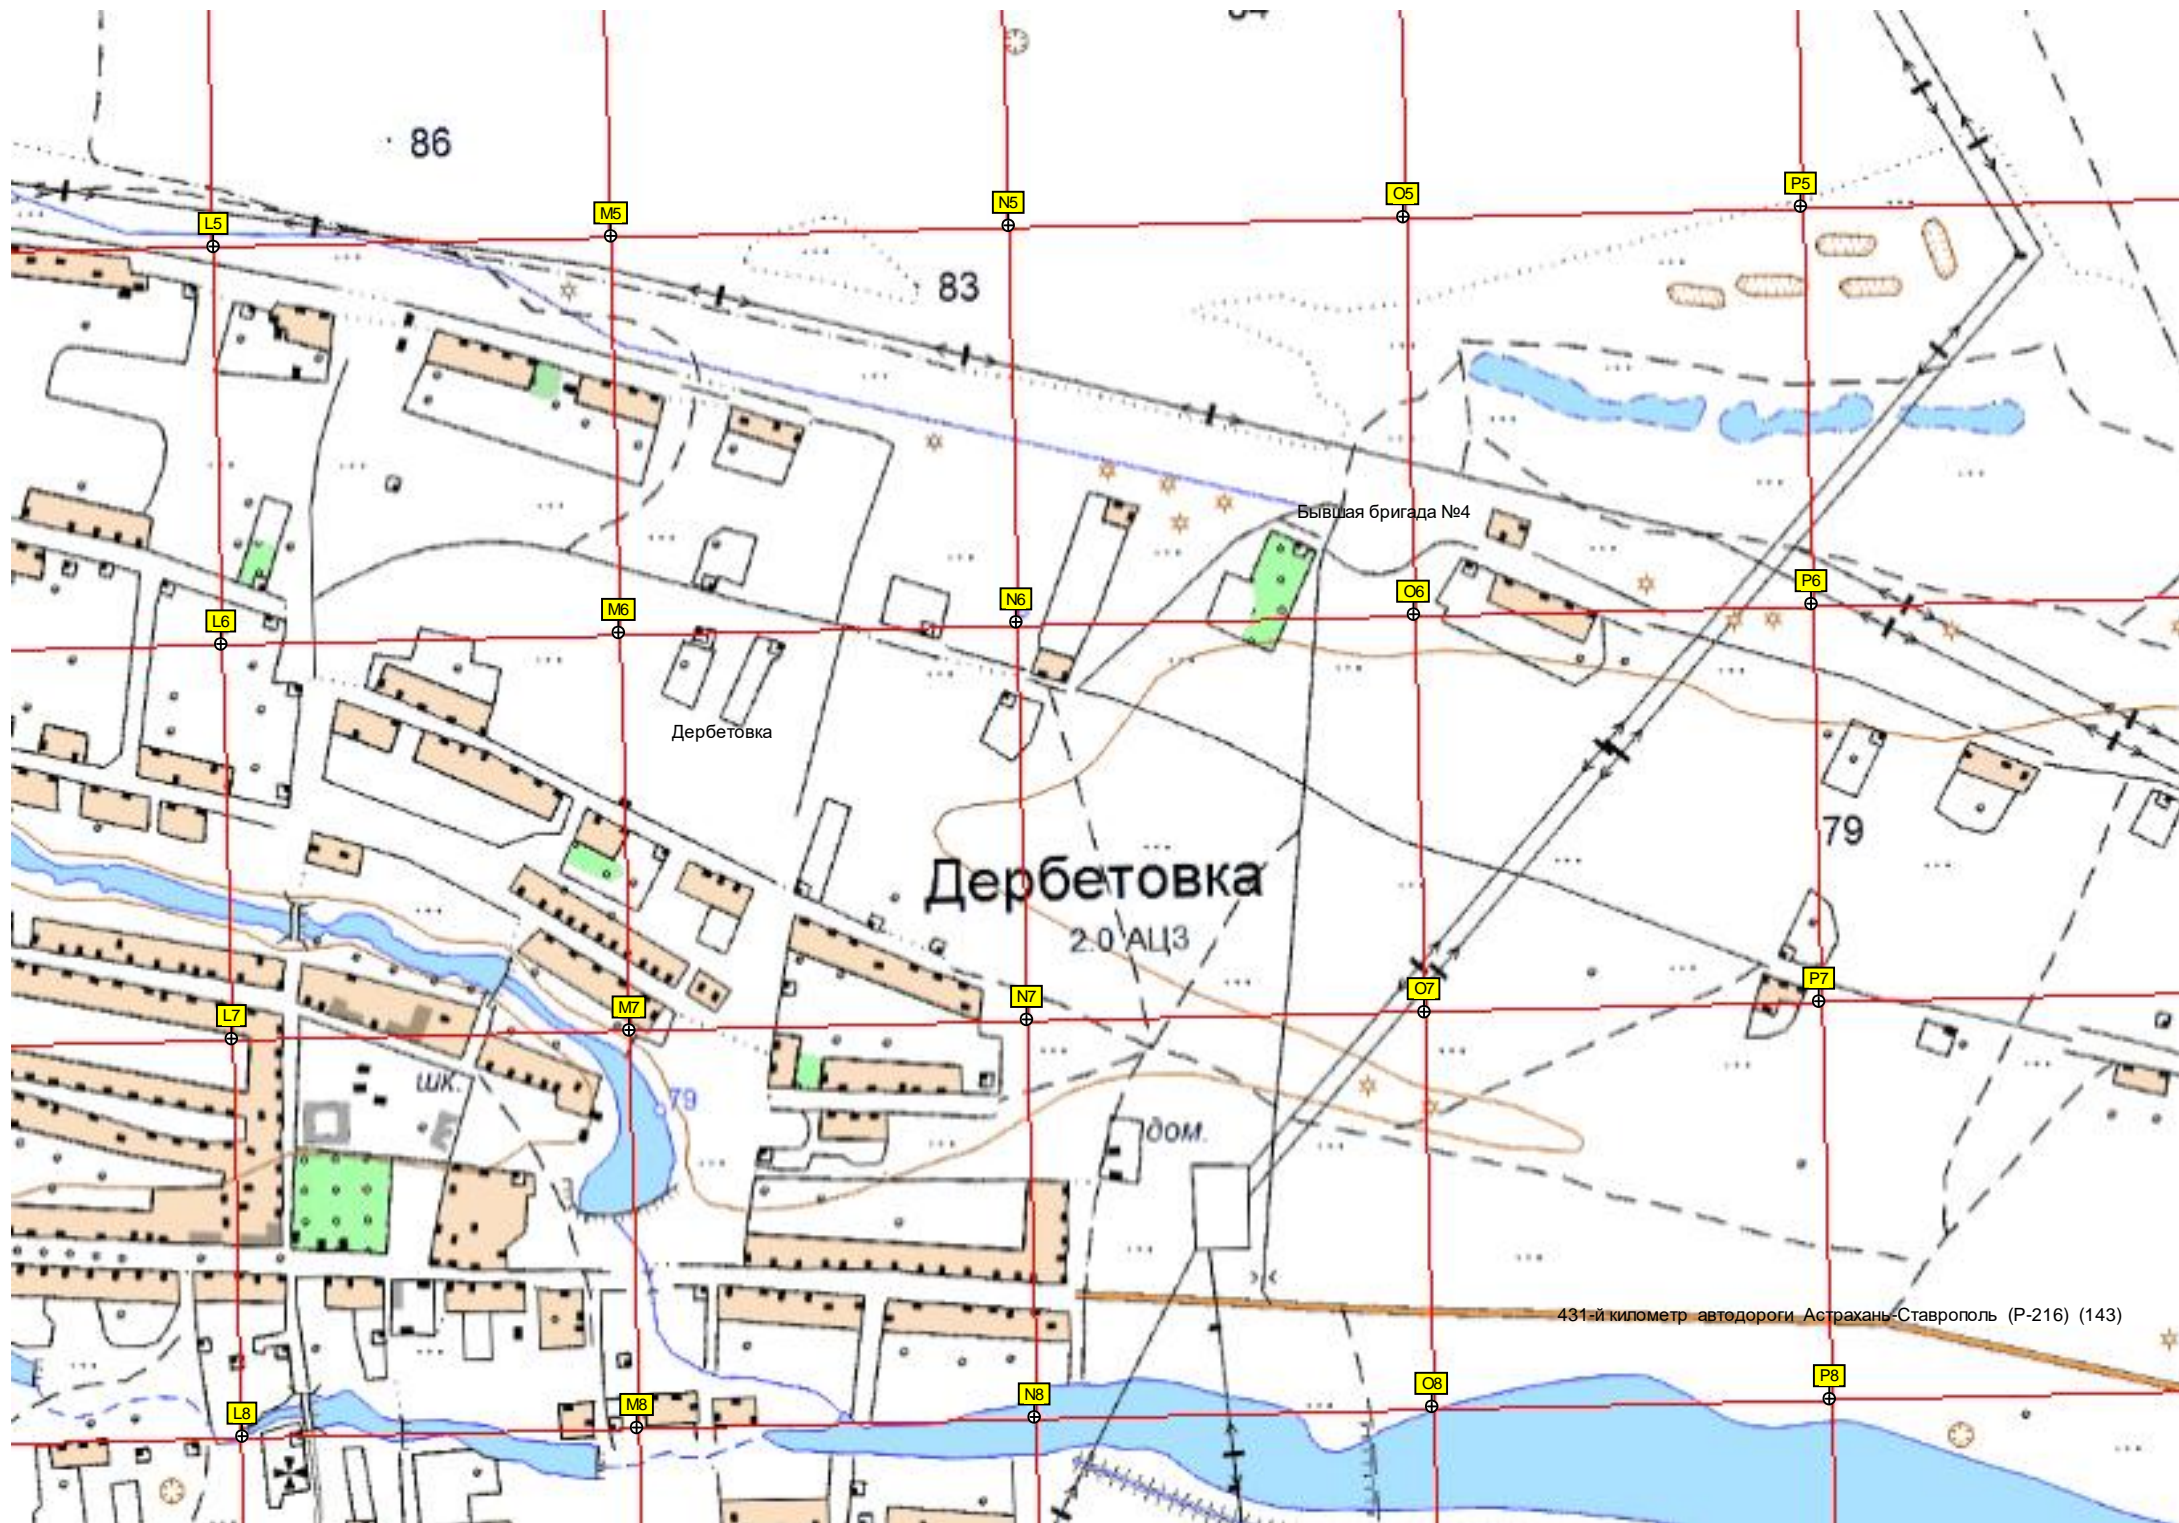 86
L5
M5
N5
O5
P5
83
Бывшая бригада №4
L6
M6
N6
O6
P6
Дербетовка
79
Дербетовка
2.0 АЦЗ
L7
M7
N7
O7
P7
шк.
79
дом.
431-й километр автодороги Астрахань-Ставрополь (Р-216) (143)
L8
M8
N8
O8
P8